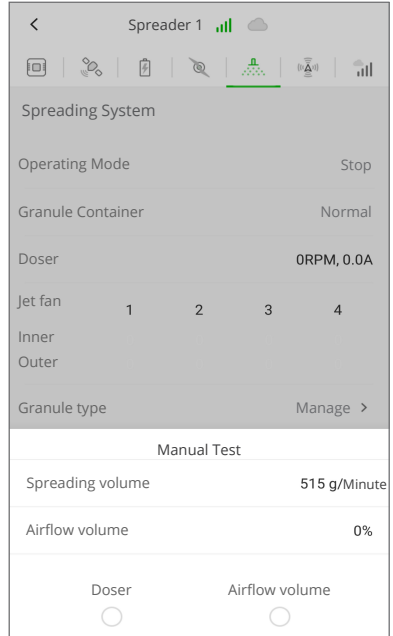 Spreader 1
Spreading System
Operating Mode Stop
Granule Container Normal
Doser 0RPM, 0.0A
Jet fan 1 2 3 4
Inner
Outer
Granule type Manage >
Manual Test
Spreading volume 515 g/Minute
Airflow volume 0%
Doser Airflow volume